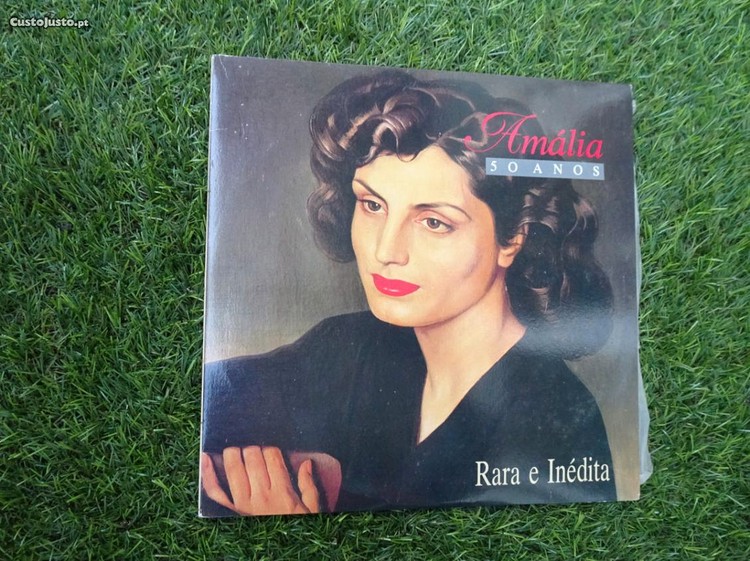 CustoJusto.pt
Amália
50 ANOS
Rara e Inédita